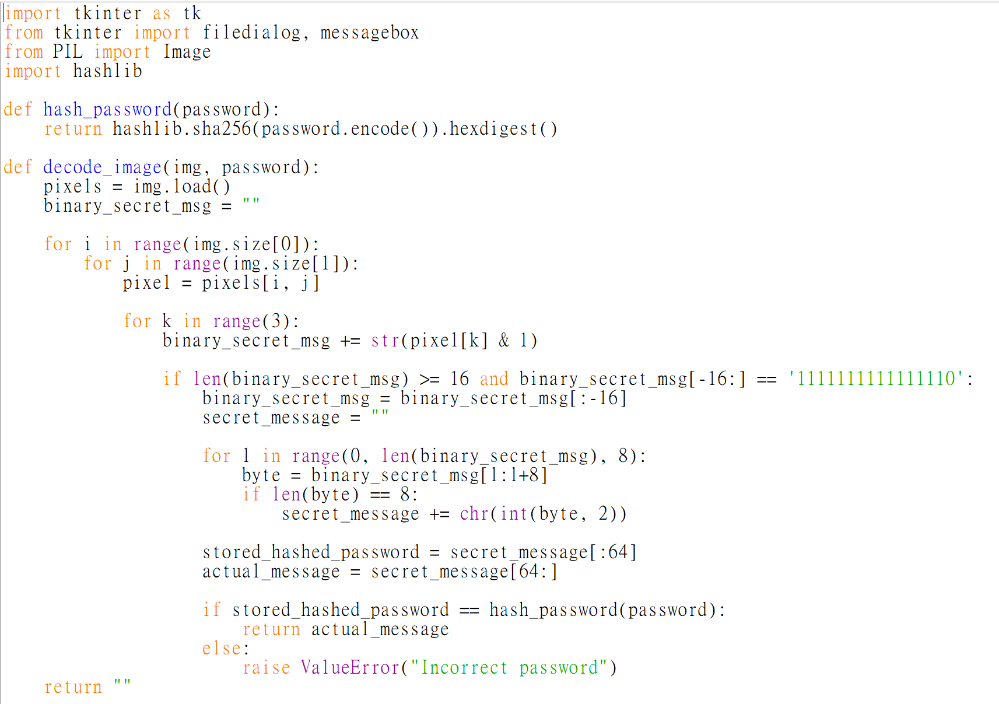 import tkinter as tk
from tkinter import filedialog, messagebox
from PIL import Image
import hashlib

def hash_password(password):
    return hashlib.sha256(password.encode()).hexdigest()

def decode_image(img, password):
    pixels = img.load()
    binary_secret_msg = ""

    for i in range(img.size[0]):
        for j in range(img.size[1]):
            pixel = pixels[i, j]

            for k in range(3):
                binary_secret_msg += str(pixel[k] & 1)

                if len(binary_secret_msg) >= 16 and binary_secret_msg[-16:] == '1111111111111110':
                    binary_secret_msg = binary_secret_msg[:-16]
                    secret_message = ""

                    for l in range(0, len(binary_secret_msg), 8):
                        byte = binary_secret_msg[l:l+8]
                        if len(byte) == 8:
                            secret_message += chr(int(byte, 2))

                    stored_hashed_password = secret_message[:64]
                    actual_message = secret_message[64:]

                    if stored_hashed_password == hash_password(password):
                        return actual_message
                    else:
                        raise ValueError("Incorrect password")
    return ""